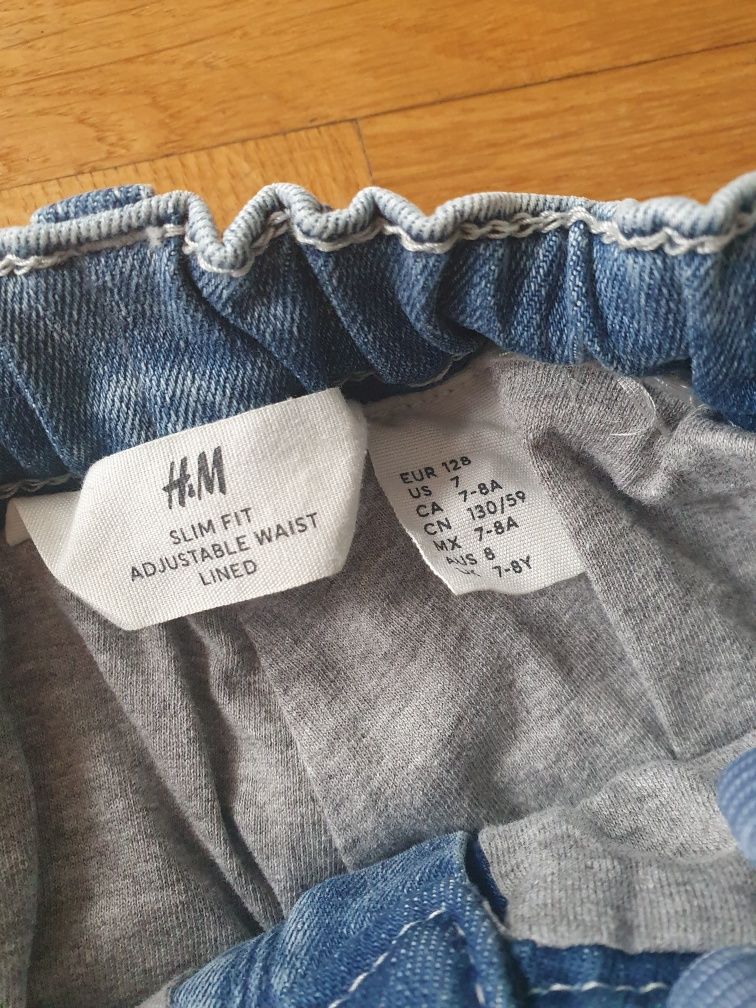 H&M
SLIM FIT
ADJUSTABLE WAIST
LINED
EUR 128
US 7
CA 7-8A
CN 130/59
MX 7-8A
AUS 8
7-8Y